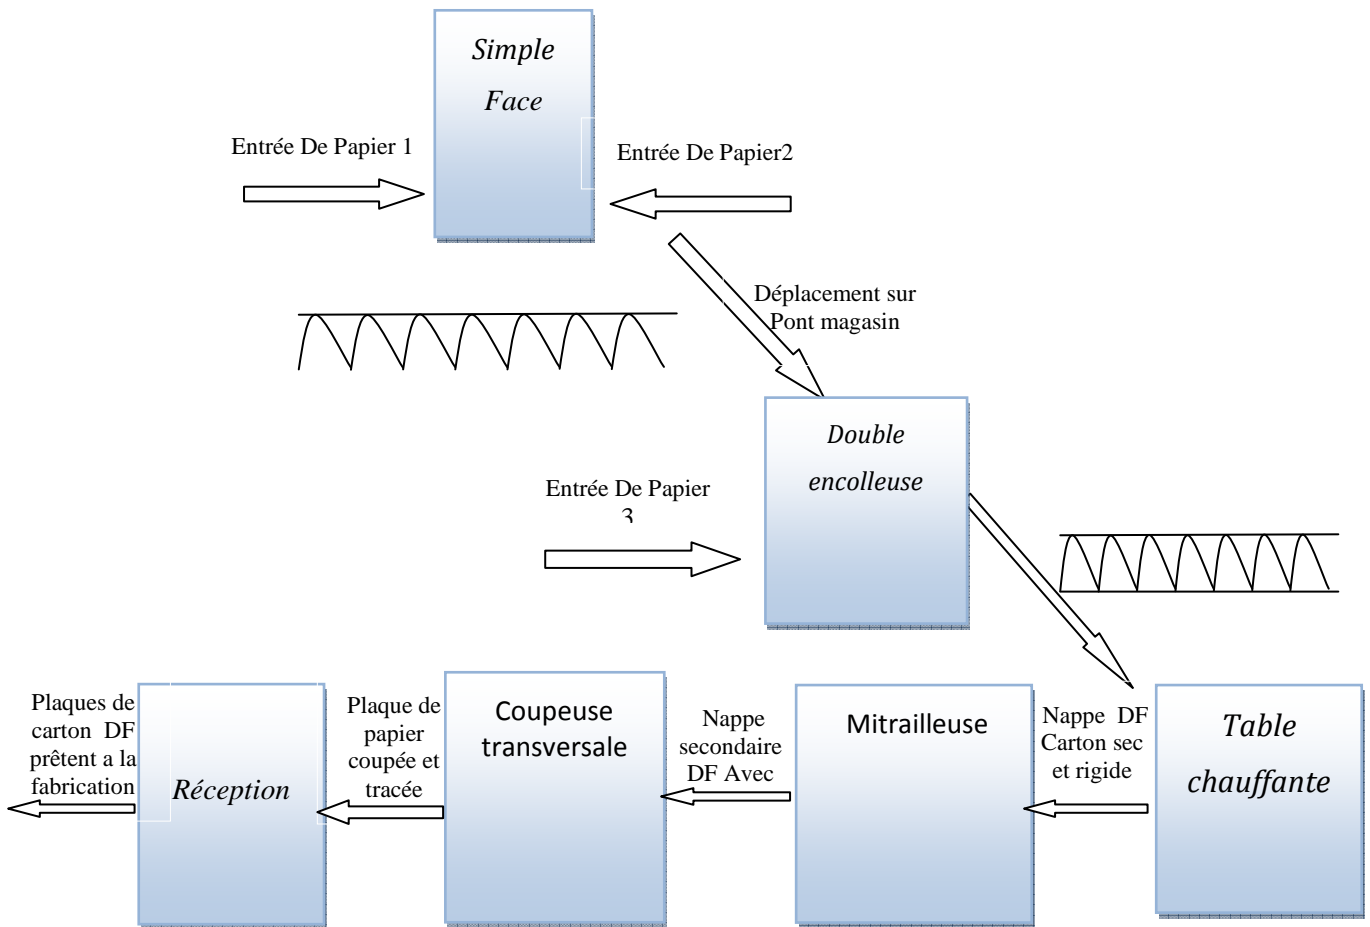 Simple
Face
Entrée De Papier 1
Entrée De Papier2
Déplacement sur
Pont magasin
Double
encolleuse
Entrée De Papier
3
Plaques de
carton DF
prêtent a la
fabrication
Réception
Plaque de
papier
coupée et
tracée
Coupeuse
transversale
Nappe
secondaire
DF Avec
Mitrailleuse
Nappe DF
Carton sec
et rigide
Table
chauffante